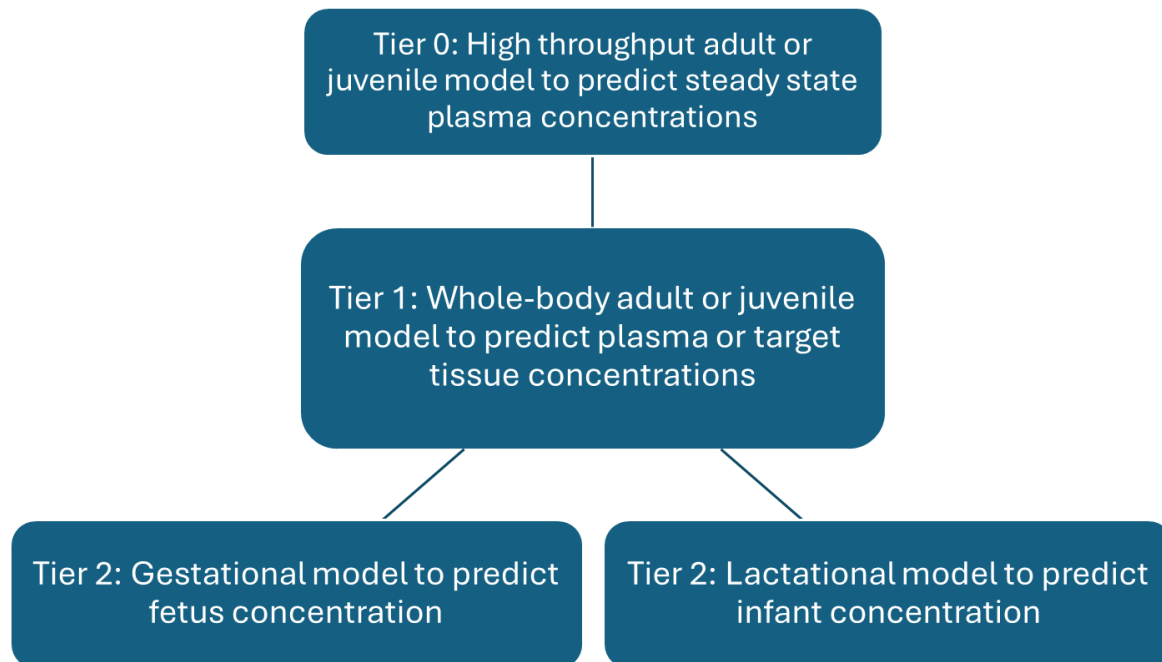 Tier 0: High throughput adult or
juvenile model to predict steady state
plasma concentrations
Tier 1: Whole-body adult or juvenile
model to predict plasma or target
tissue concentrations
Tier 2: Gestational model to predict
fetus concentration
Tier 2: Lactational model to predict
infant concentration